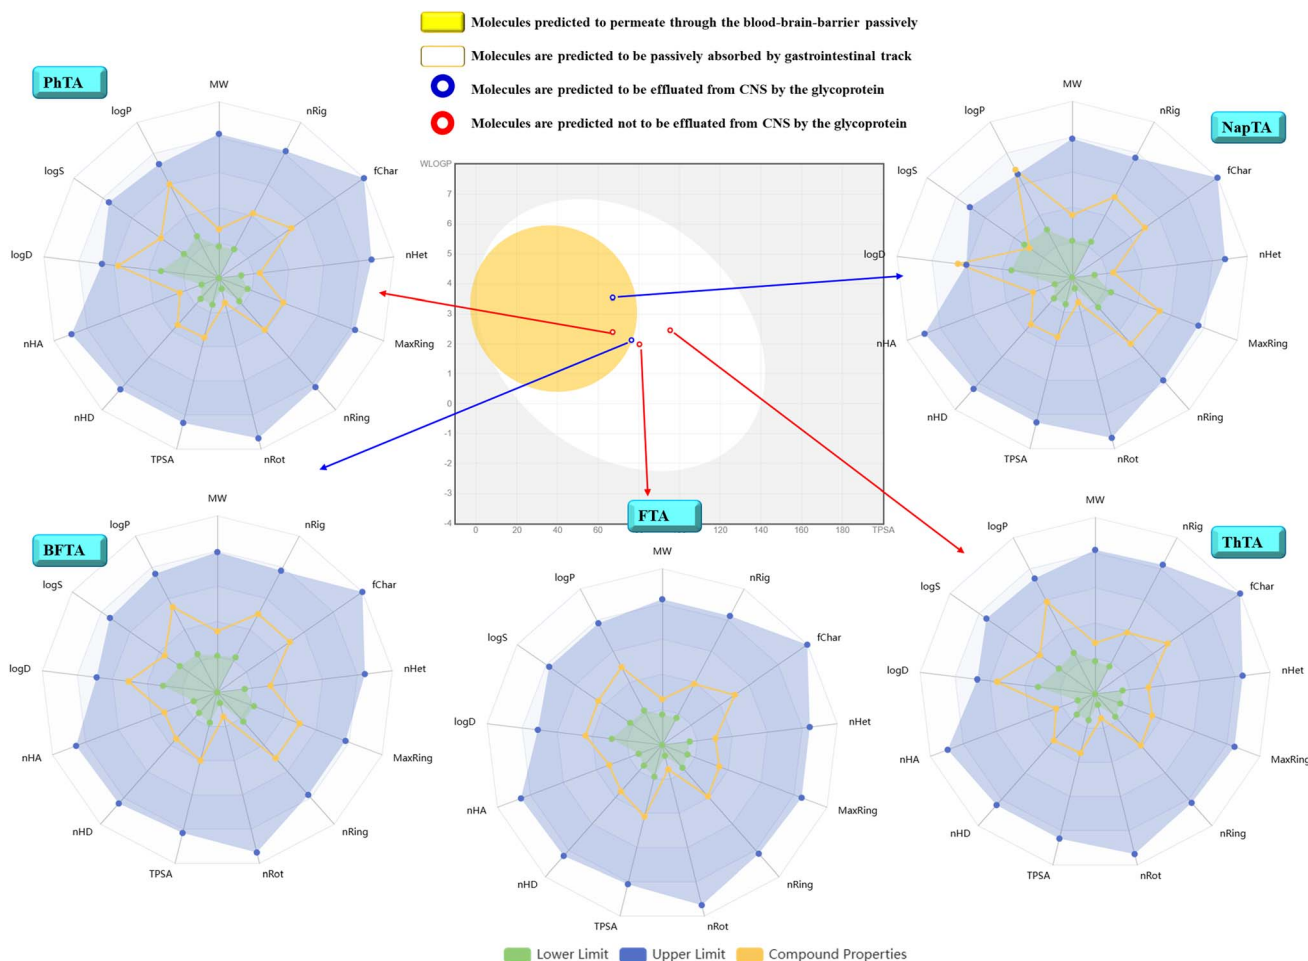 Molecules predicted to permeate through the blood-brain-barrier passively
Molecules are predicted to be passively absorbed by gastrointestinal track
Molecules are predicted to be effluated from CNS by the glycoprotein
Molecules are predicted not to be effluated from CNS by the glycoprotein
PhTA
MW
nRig
fChar
nHet
MaxRing
nRing
nRot
TPSA
nHD
nHA
logD
logS
logP
NapTA
MW
nRig
fChar
nHet
MaxRing
nRing
nRot
TPSA
nHD
nHA
logD
logS
logP
WLOGP
7
6
5
4
3
2
1
0
-1
-2
-3
-4
0
20
40
60
100
120
140
160
180
TPSA
BFTA
MW
nRig
fChar
nHet
MaxRing
nRing
nRot
TPSA
nHD
nHA
logD
logS
logP
FTA
MW
nRig
fChar
nHet
MaxRing
nRing
nRot
TPSA
nHD
nHA
logD
logS
logP
ThTA
MW
nRig
fChar
nHet
MaxRing
nRing
nRot
TPSA
nHD
nHA
logD
logS
logP
Lower Limit
Upper Limit
Compound Properties